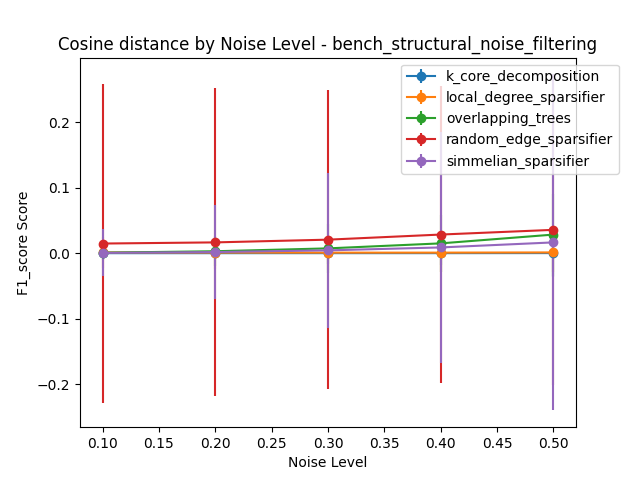 Cosine distance by Noise Level - bench_structural_noise_filtering
k_core_decomposition
local_degree_sparsifier
overlapping_trees
random_edge_sparsifier
simmelian_sparsifier
F1_score Score
0.2
0.1
0.0
−0.1
−0.2
0.10
0.15
0.20
0.25
0.30
0.35
0.40
0.45
0.50
Noise Level